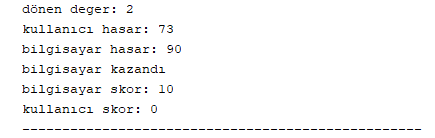 dönen deger: 2
kullanıcı hasar: 73
bilgisayar hasar: 90
bilgisayar kazandı
bilgisayar skor: 10
kullanıcı skor: 0
--------------------------------------------------